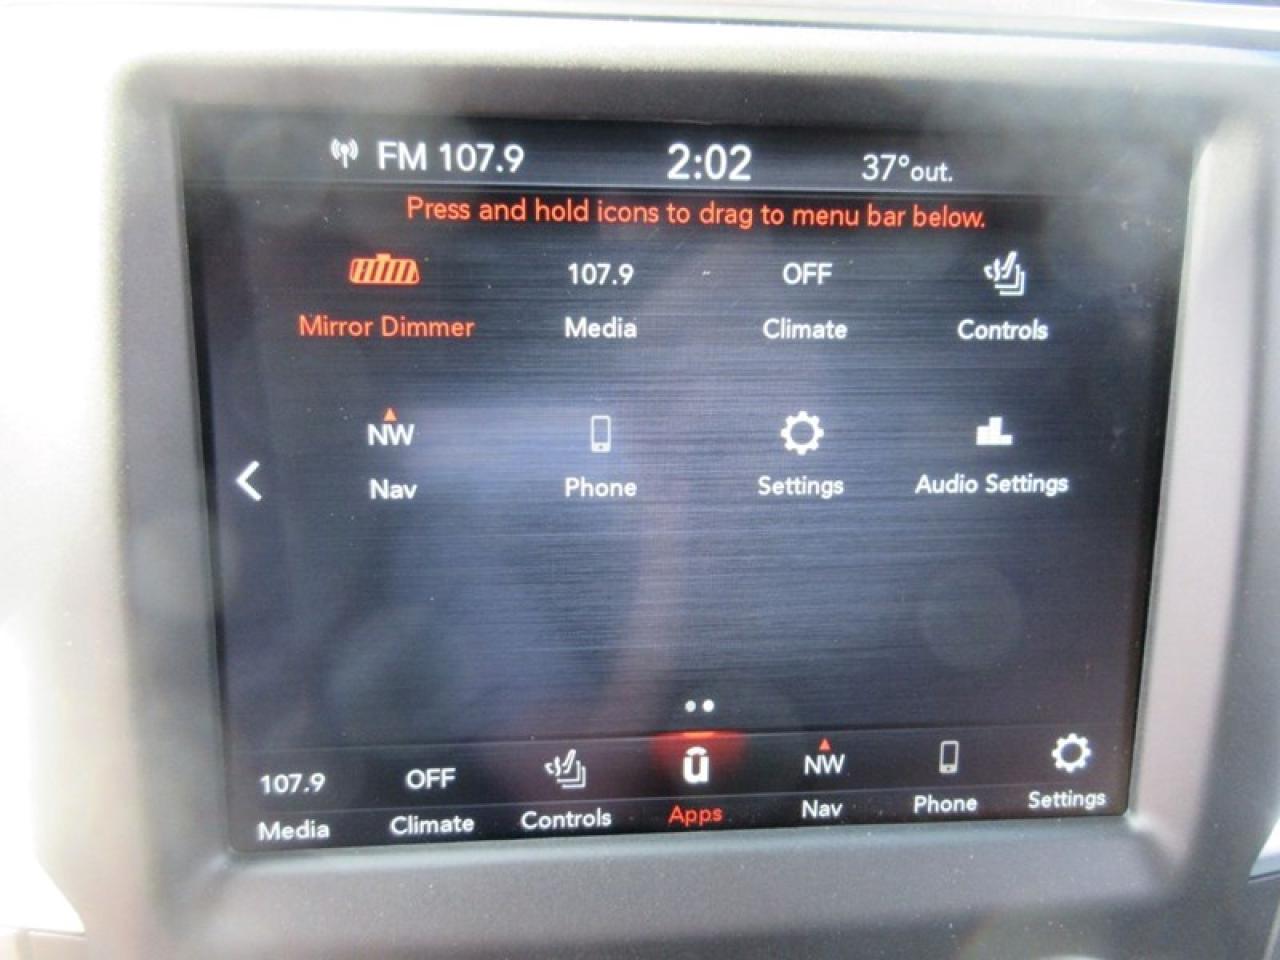 FM 107.9 2:02 37°out.
Press and hold icons to drag to menu bar below.
107.9 OFF
Mirror Dimmer Media Climate Controls
NW
Nav Phone Settings Audio Settings
107.9 OFF NW
Media Climate Controls Apps Nav Phone Settings